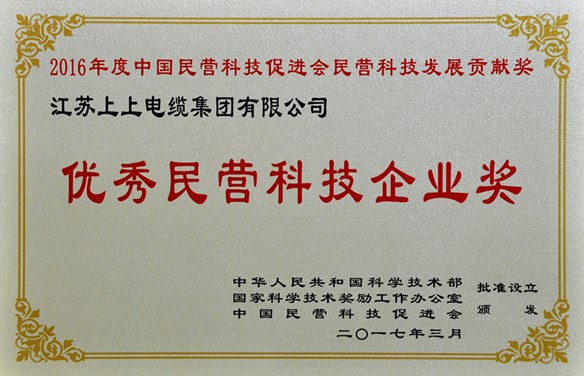 2016年度中国民营科技促进会民营科技发展贡献奖
江苏上上电缆集团有限公司
优秀民营科技企业奖
中华人民共和国科学技术部 批准设立
国家科学技术奖励工作办公室
中国民营科技促进会 颁发
二〇一七年三月